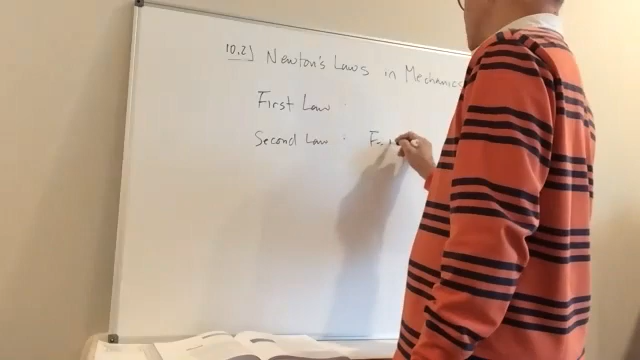 10.2) Newton's Laws in Mechanics
First Law :
Second Law : F=